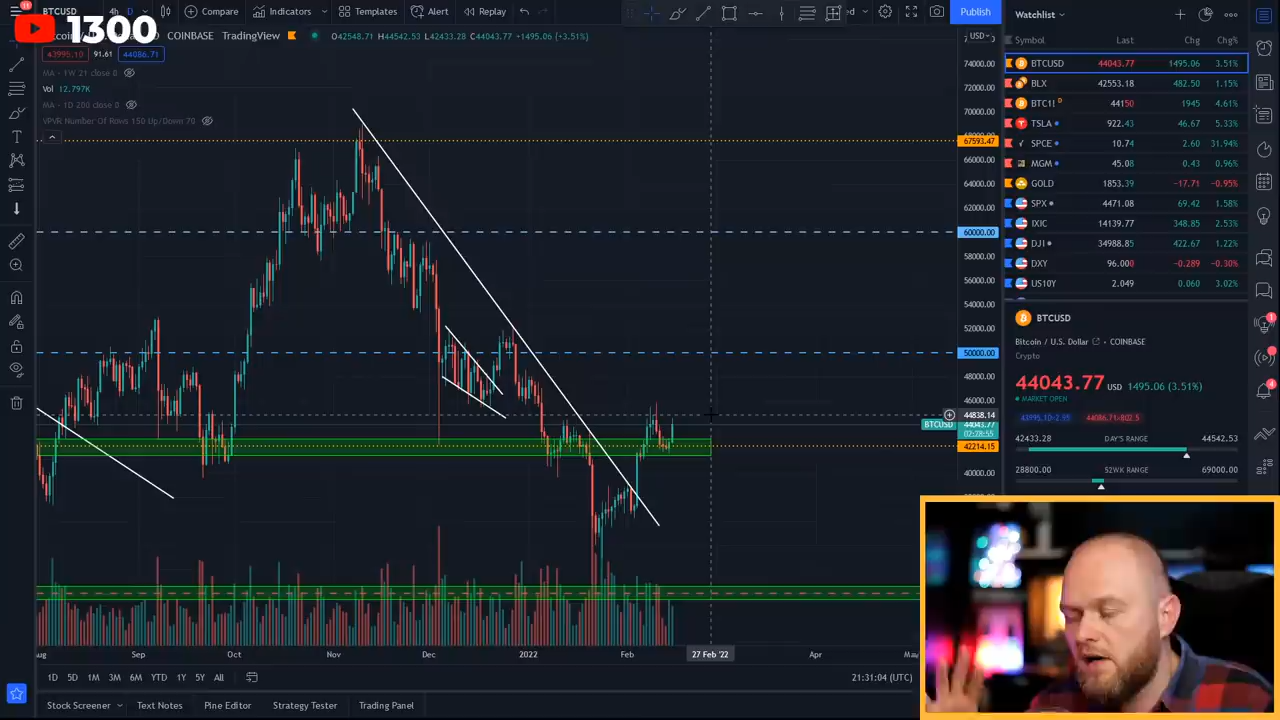 BTCUSD 4h D Compare Indicators Templates Alert Replay Publish
1300
COINBASE TradingView O42548.71 H44542.53 L42433.28 C44043.77 +1495.06 (+3.51%)
43995.10 91.61 44086.71
MA - 1W 21 close 0
Vol 12.797K
MA - 1D 200 close 0
VPVR Number Of Rows 150 Up/Down 70
USD
74000.00
72000.00
70000.00
67593.47
66000.00
64000.00
62000.00
60000.00
58000.00
56000.00
54000.00
52000.00
50000.00
48000.00
46000.00
44838.14
BTCUSD 44043.77
02:28:55
42214.15
40000.00
Sep Oct Nov Dec 2022 Feb 27 Feb '22 Apr
1D 5D 1M 3M 6M YTD 1Y 5Y All 21:31:04 (UTC)
Stock Screener Text Notes Pine Editor Strategy Tester Trading Panel
Watchlist
Symbol Last Chg Chg%
BTCUSD 44043.77 1495.06 3.51%
BLX 42553.18 482.50 1.15%
BTC1! D 44150 1945 4.61%
TSLA 922.43 46.67 5.33%
SPCE 10.74 2.60 31.94%
MGM 45.08 0.43 0.96%
GOLD 1853.39 -17.71 -0.95%
SPX 4471.08 69.42 1.58%
IXIC 14139.77 348.85 2.53%
DJI 34988.85 422.67 1.22%
DXY 96.000 -0.289 -0.30%
US10Y 2.049 0.060 3.02%
BTCUSD
Bitcoin / U.S. Dollar COINBASE
Crypto
44043.77 USD 1495.06 (3.51%)
MARKET OPEN
43995.10×2.55 44086.71×802.5
42433.28 DAY'S RANGE 44542.53
28800.00 52WK RANGE 69000.00